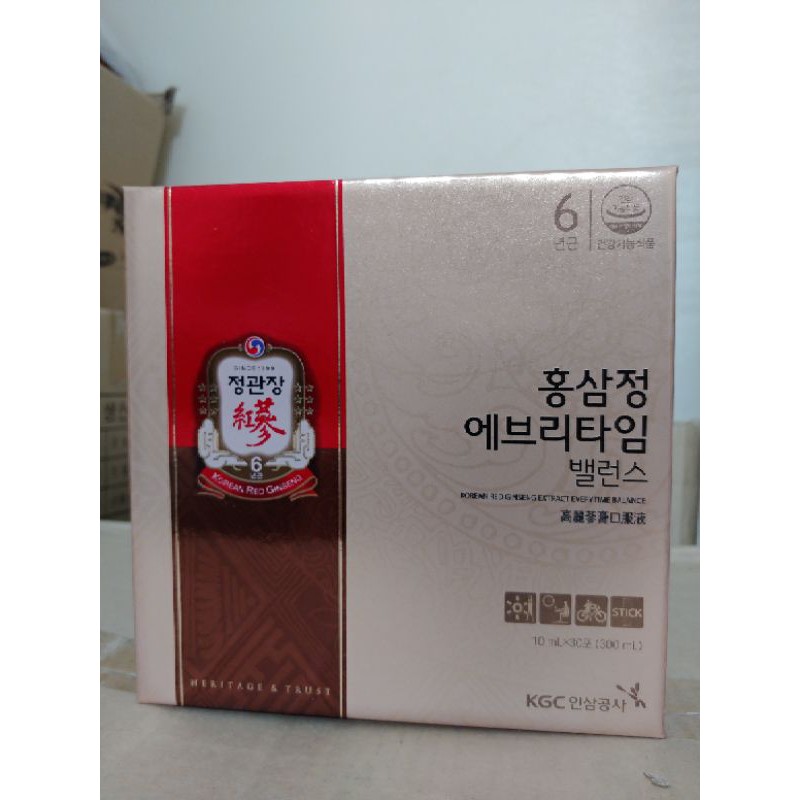 6
년근
건강기능식품
정관장
紅蔘
6
년근
KOREAN RED GINSENG
홍삼정
에브리타임
밸런스
KOREAN RED GINSENG EXTRACT EVERYTIME BALANCE
高麗蔘膏口服液
STICK
10 mL×30포 (300 mL)
HERITAGE & TRUST
KGC 인삼공사